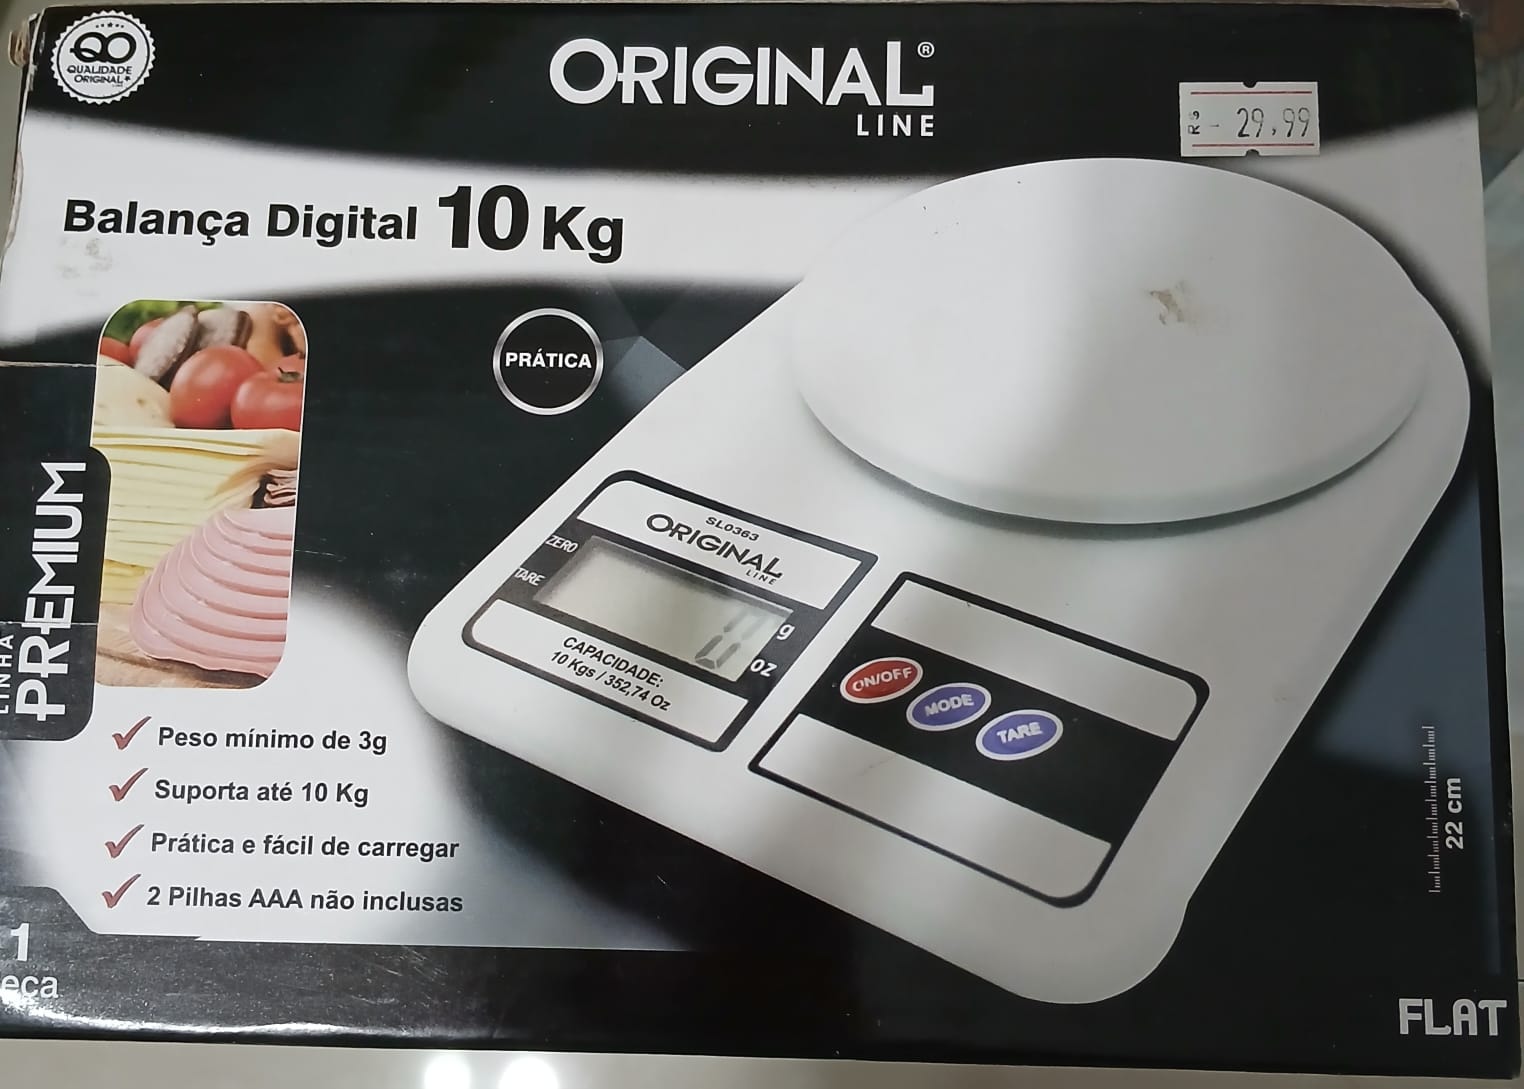 QO
QUALIDADE
ORIGINAL
ORIGINAL®
LINE
R$ - 29,99
Balança Digital 10 Kg
PRÁTICA
LINHA
PREMIUM
SL0363
ORIGINAL
LINE
ZERO
TARE
g
oz
CAPACIDADE:
10 Kgs / 352,74 Oz
ON/OFF
MODE
TARE
Peso mínimo de 3g
Suporta até 10 Kg
Prática e fácil de carregar
2 Pilhas AAA não inclusas
22 cm
1
eça
FLAT